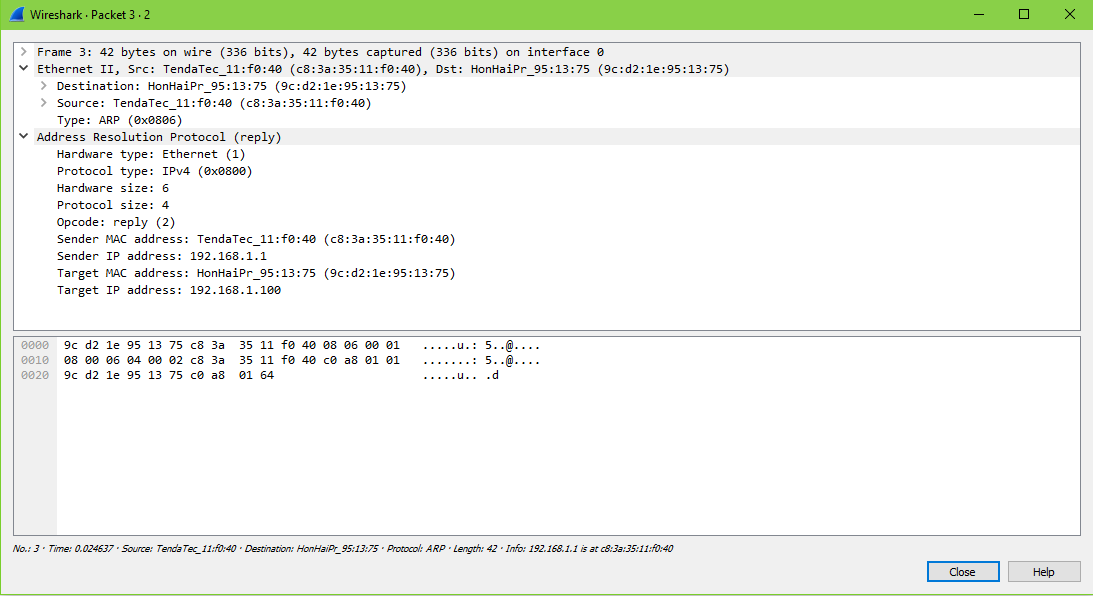 Wireshark · Packet 3 · 2
Frame 3: 42 bytes on wire (336 bits), 42 bytes captured (336 bits) on interface 0
Ethernet II, Src: TendaTec_11:f0:40 (c8:3a:35:11:f0:40), Dst: HonHaiPr_95:13:75 (9c:d2:1e:95:13:75)
Destination: HonHaiPr_95:13:75 (9c:d2:1e:95:13:75)
Source: TendaTec_11:f0:40 (c8:3a:35:11:f0:40)
Type: ARP (0x0806)
Address Resolution Protocol (reply)
Hardware type: Ethernet (1)
Protocol type: IPv4 (0x0800)
Hardware size: 6
Protocol size: 4
Opcode: reply (2)
Sender MAC address: TendaTec_11:f0:40 (c8:3a:35:11:f0:40)
Sender IP address: 192.168.1.1
Target MAC address: HonHaiPr_95:13:75 (9c:d2:1e:95:13:75)
Target IP address: 192.168.1.100
0000 9c d2 1e 95 13 75 c8 3a 35 11 f0 40 08 06 00 01 .....u.: 5..@....
0010 08 00 06 04 00 02 c8 3a 35 11 f0 40 c0 a8 01 01 .......: 5..@....
0020 9c d2 1e 95 13 75 c0 a8 01 64 .....u.. .d
No.: 3 · Time: 0.024637 · Source: TendaTec_11:f0:40 · Destination: HonHaiPr_95:13:75 · Protocol: ARP · Length: 42 · Info: 192.168.1.1 is at c8:3a:35:11:f0:40
Close Help